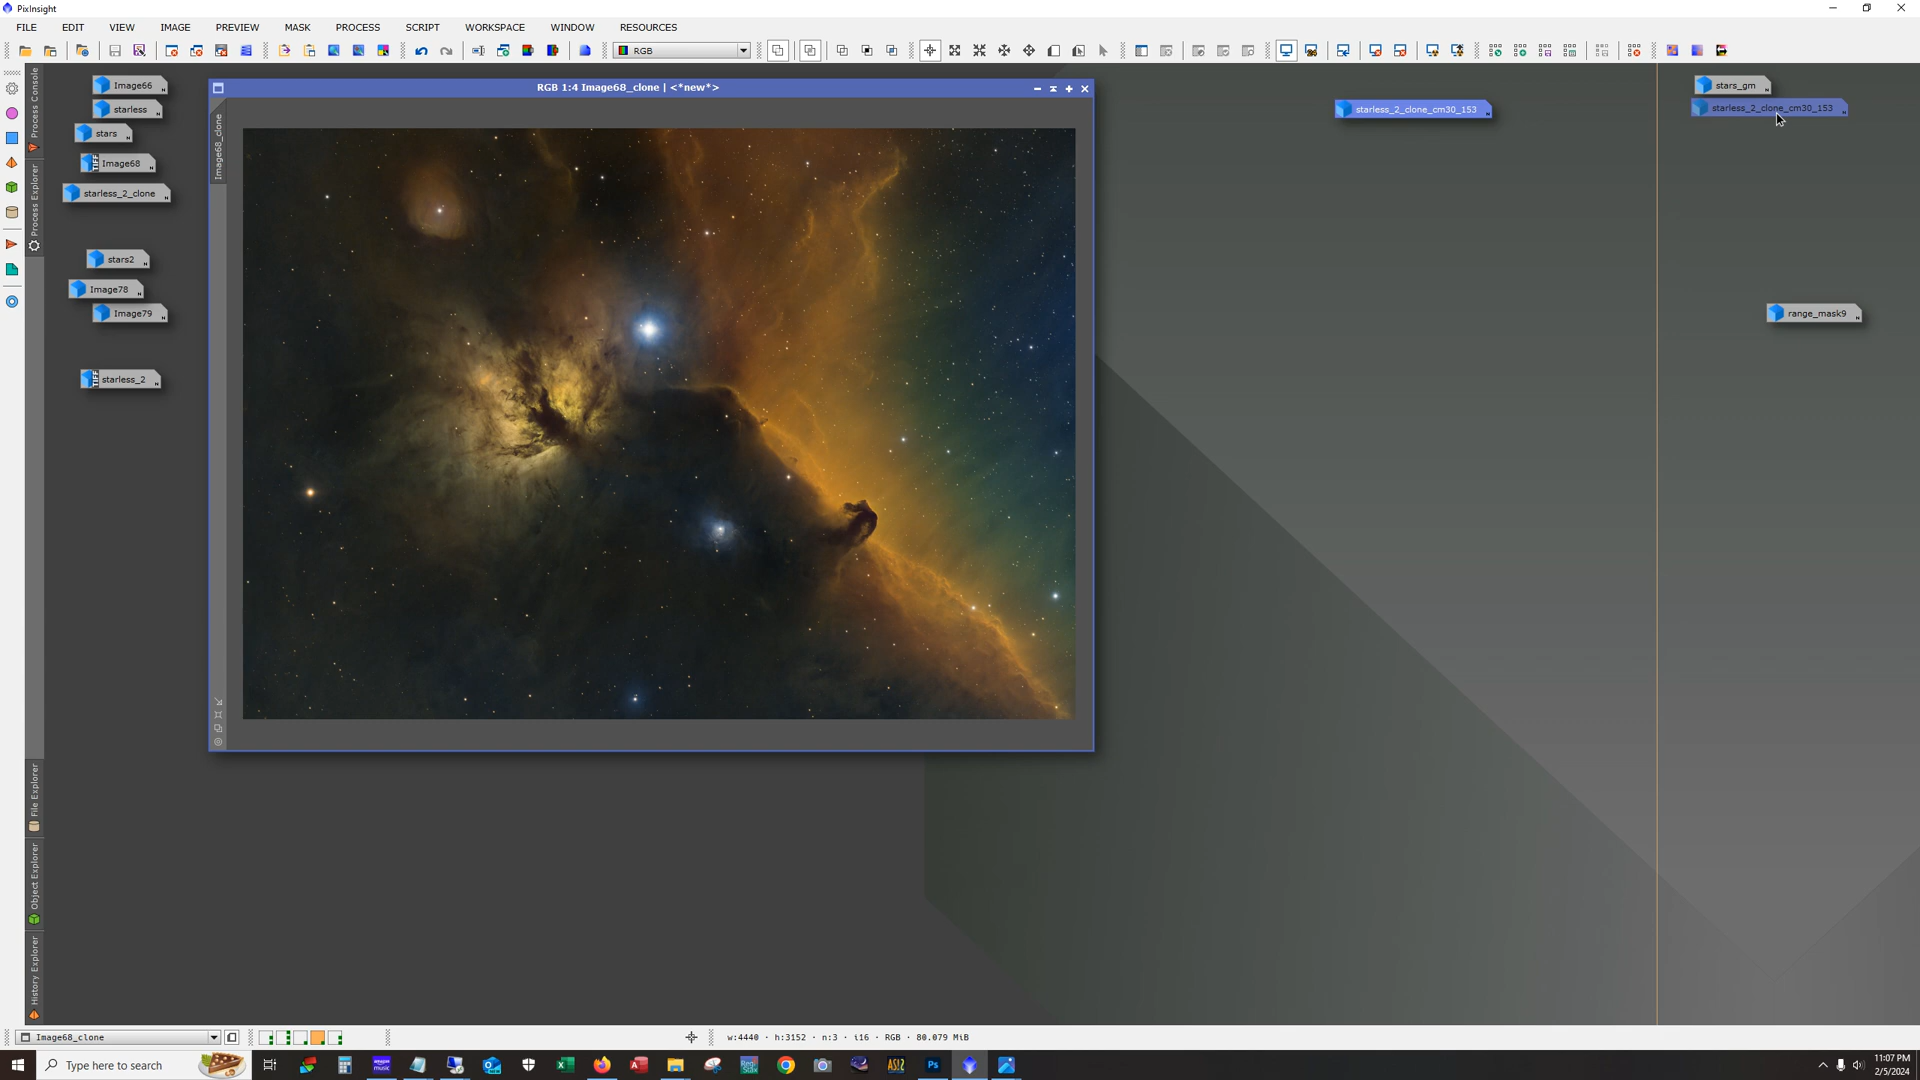 PixInsight
FILE EDIT VIEW IMAGE PROCESS PREVIEW MASK SCRIPT WORKSPACE WINDOW RESOURCES
RGB
Process Console
Process Explorer
File Explorer
Object Explorer
History Explorer
Image66
starless
stars
TIFF Image68
starless_2_clone
stars2
Image78
Image79
TIFF starless_2
RGB 1:4 Image68_clone | <*new*>
Image68_clone
starless_2_clone_cm30_153
stars_gm
starless_2_clone_cm30_153
range_mask9
Image68_clone
w:4440 · h:3152 · n:3 · i16 · RGB · 80.079 MiB
Type here to search
Ps
11:07 PM
2/5/2024